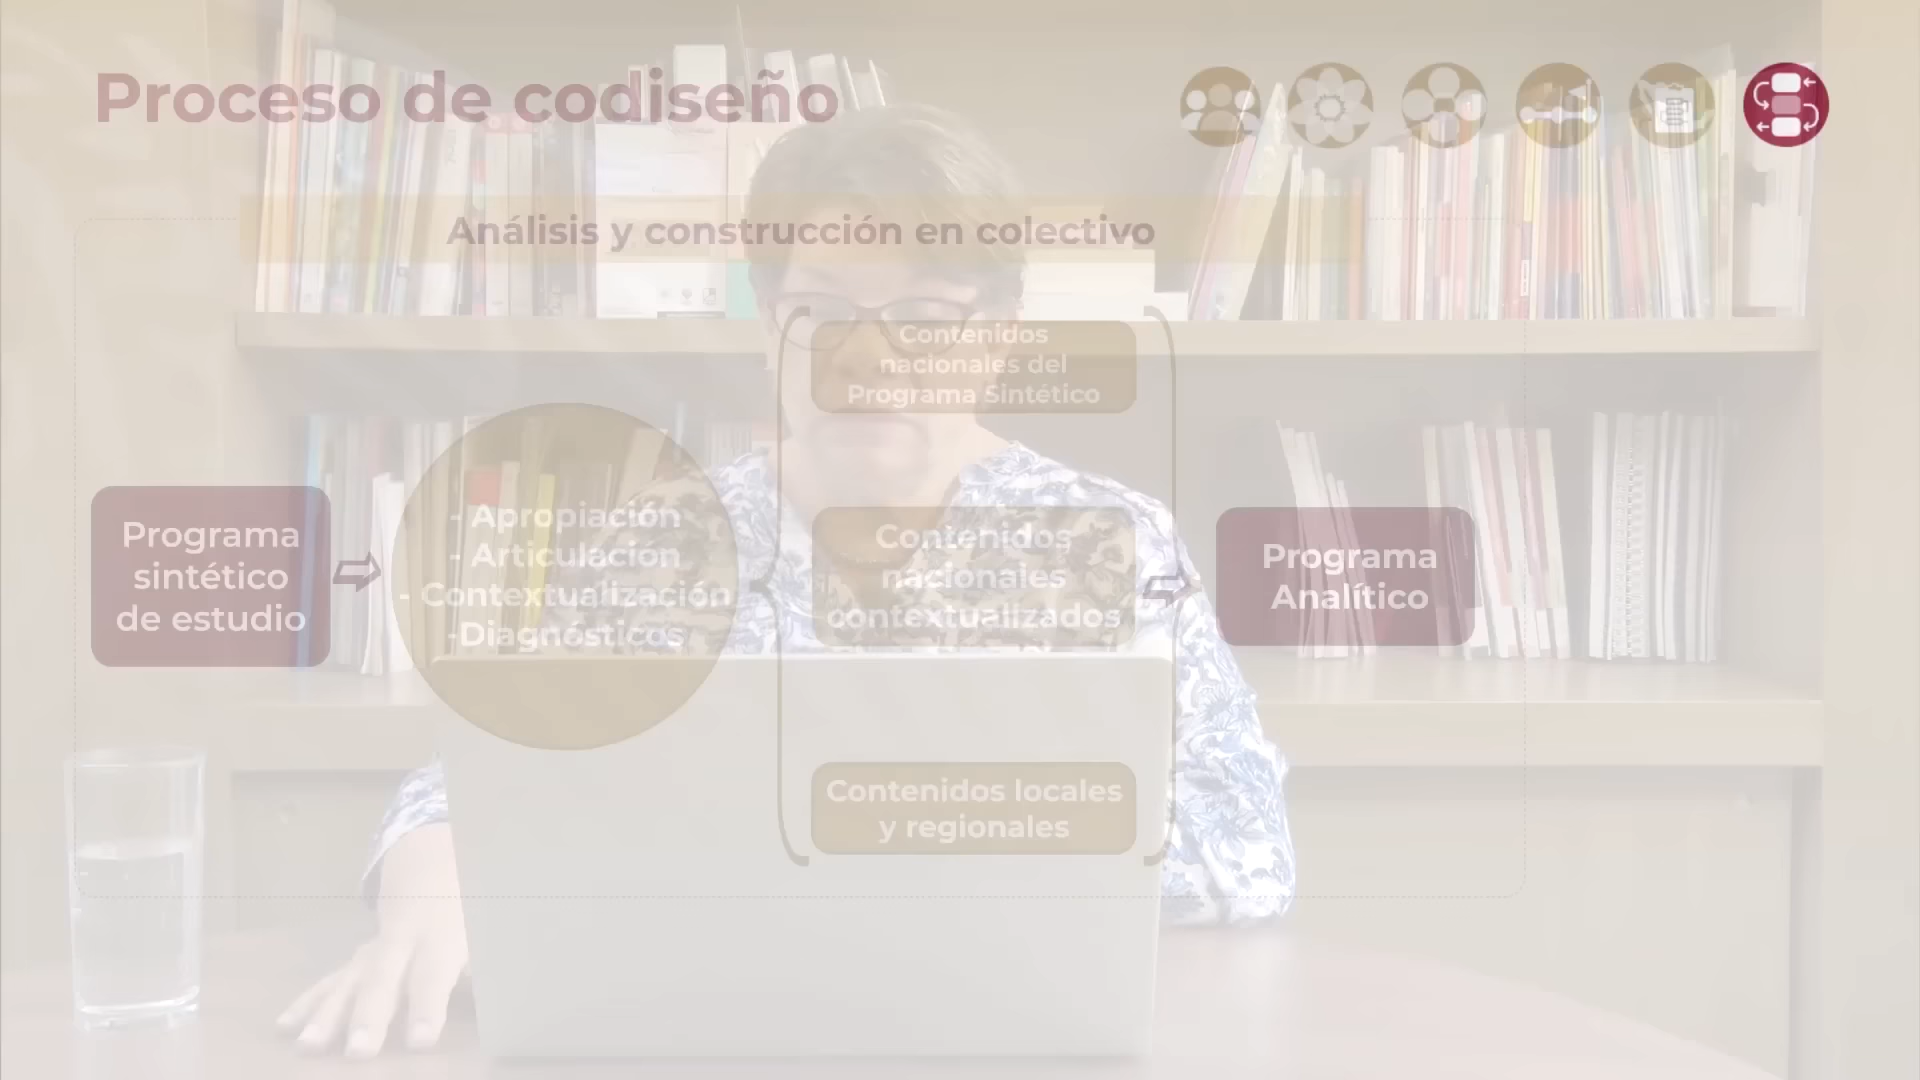 Proceso de codiseño
Análisis y construcción en colectivo
Programa
sintético
de estudio
- Apropiación
- Articulación
- Contextualización
-Diagnósticos
Contenidos
nacionales del
Programa Sintético
Contenidos
nacionales
contextualizados
Contenidos locales
y regionales
Programa
Analítico